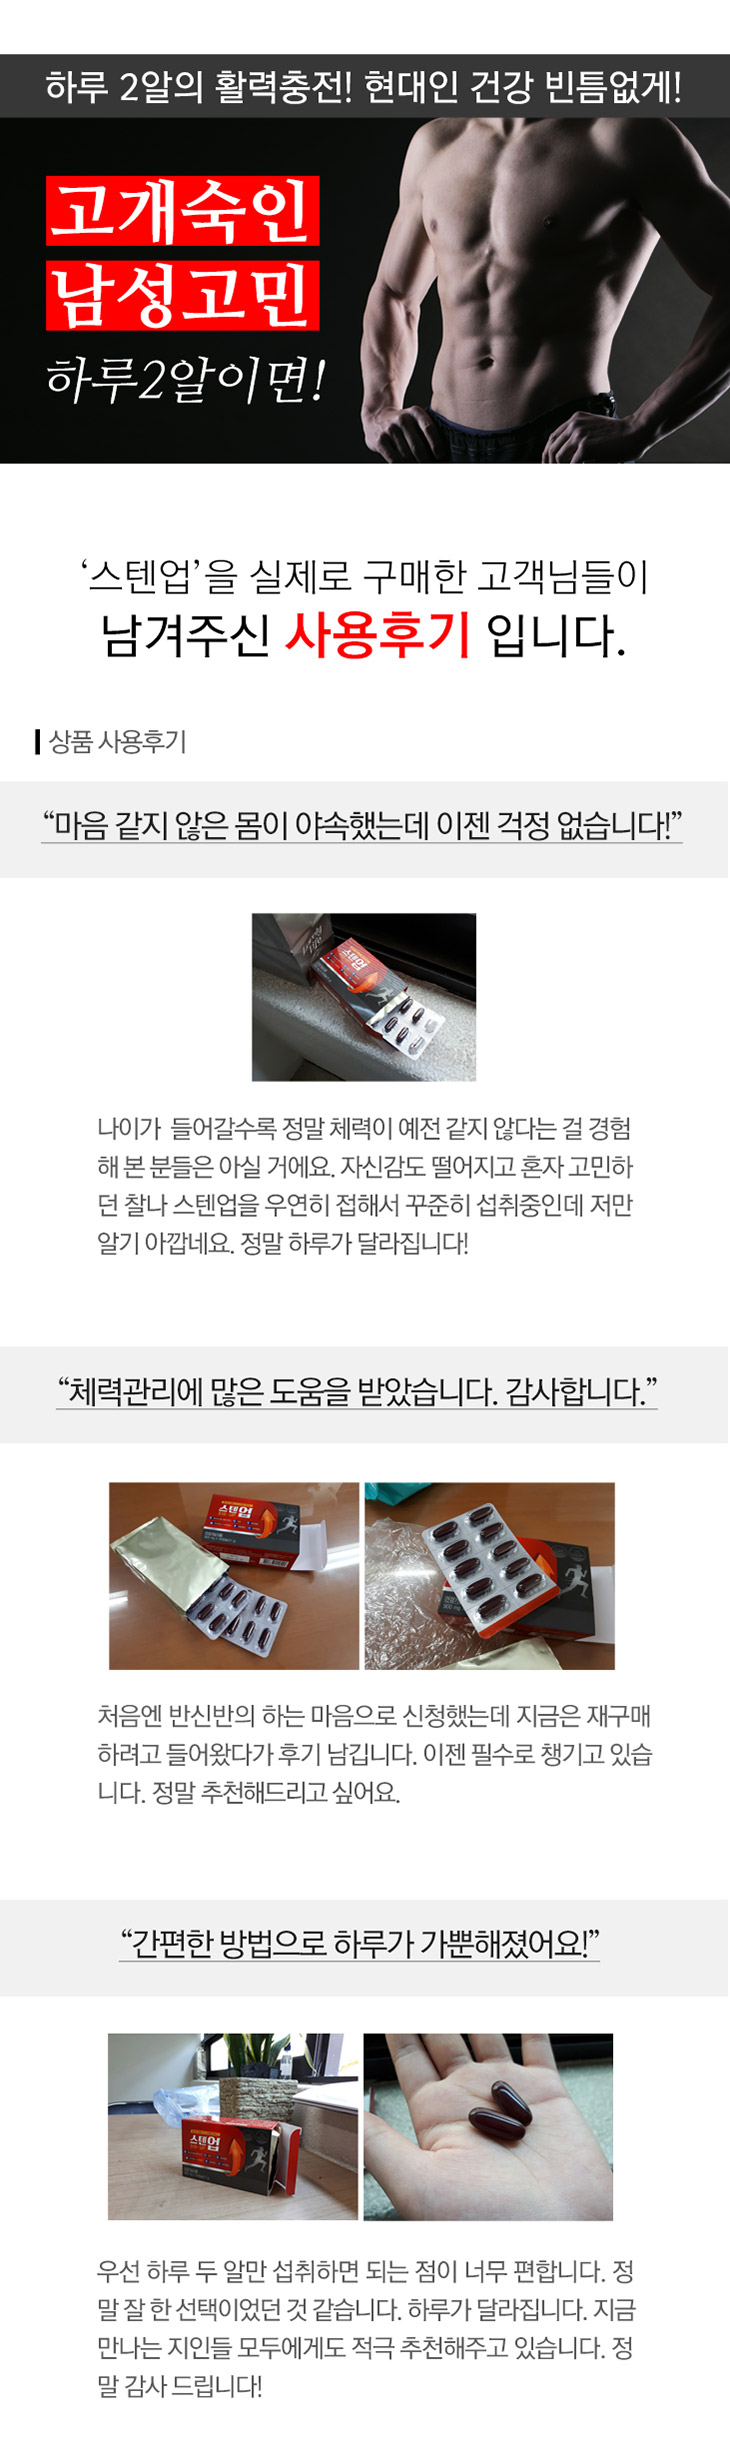 하루 2알의 활력충전! 현대인 건강 빈틈없게!
고개숙인
남성고민
하루2알이면!
‘스텐업’을 실제로 구매한 고객님들이
남겨주신 사용후기 입니다.
상품 사용후기
“마음 같지 않은 몸이 야속했는데 이젠 걱정 없습니다!”
스텐업
나이가 들어갈수록 정말 체력이 예전 같지 않다는 걸 경험
해 본 분들은 아실 거에요. 자신감도 떨어지고 혼자 고민하
던 찰나 스텐업을 우연히 접해서 꾸준히 섭취중인데 저만
알기 아깝네요. 정말 하루가 달라집니다!
“체력관리에 많은 도움을 받았습니다. 감사합니다.”
스텐업
처음엔 반신반의 하는 마음으로 신청했는데 지금은 재구매
하려고 들어왔다가 후기 남깁니다. 이젠 필수로 챙기고 있습
니다. 정말 추천해드리고 싶어요.
“간편한 방법으로 하루가 가뿐해졌어요!”
스텐업
우선 하루 두 알만 섭취하면 되는 점이 너무 편합니다. 정
말 잘 한 선택이었던 것 같습니다. 하루가 달라집니다. 지금
만나는 지인들 모두에게도 적극 추천해주고 있습니다. 정
말 감사 드립니다!